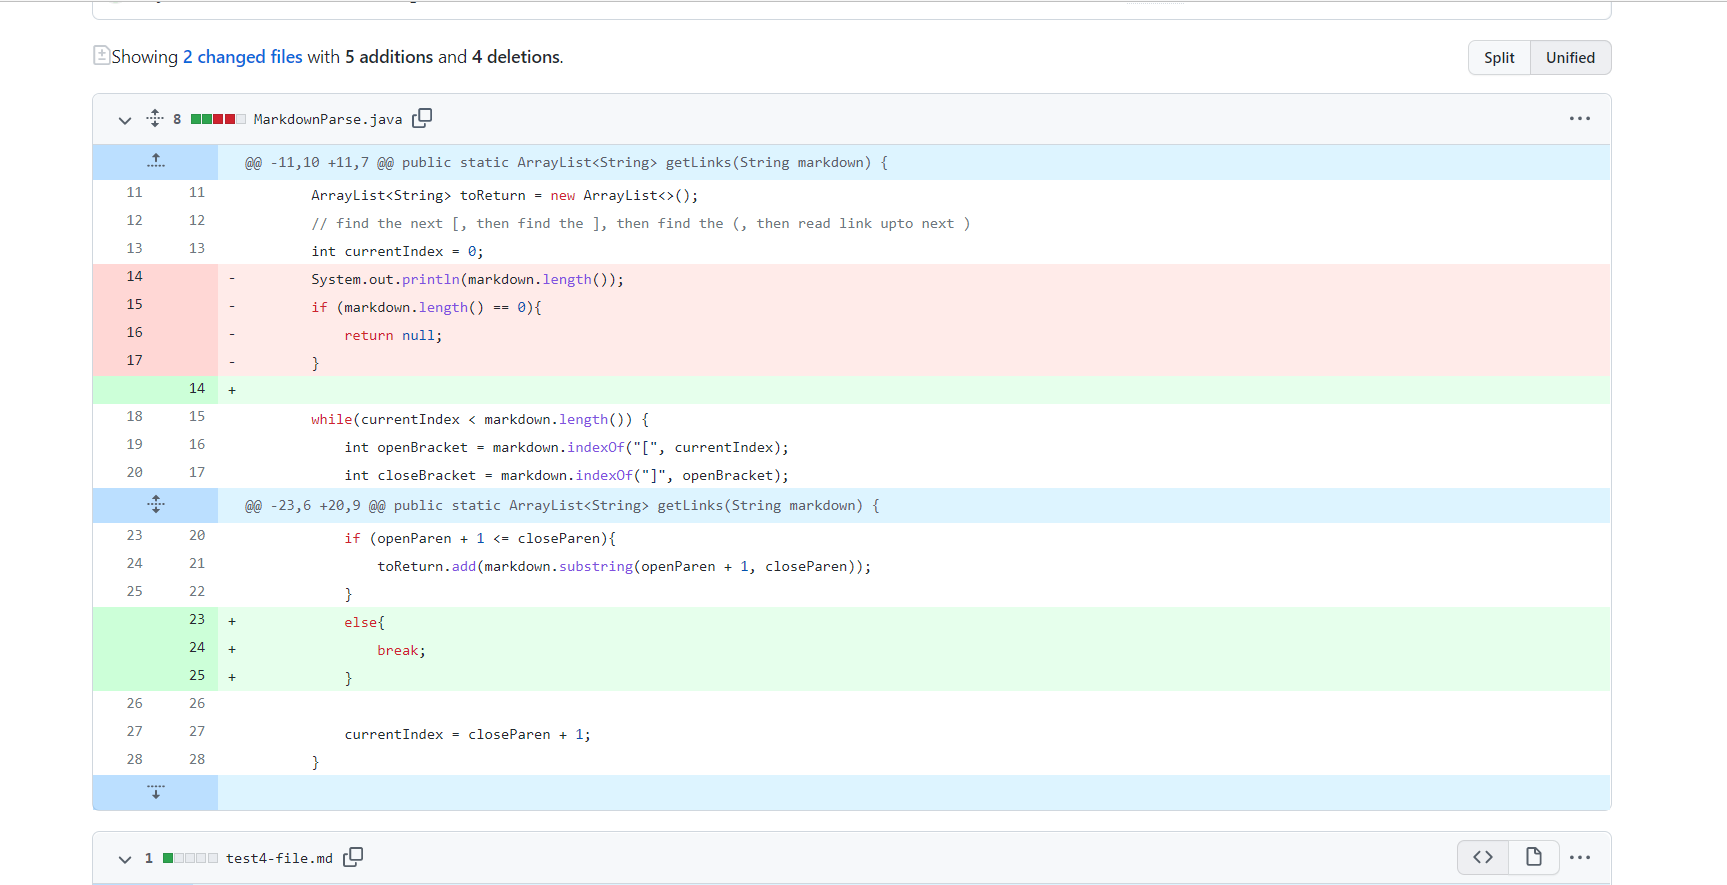 Showing 2 changed files with 5 additions and 4 deletions.
Split Unified
8 MarkdownParse.java
@@ -11,10 +11,7 @@ public static ArrayList<String> getLinks(String markdown) {
11 11 ArrayList<String> toReturn = new ArrayList<>();
12 12 // find the next [, then find the ], then find the (, then read link upto next )
13 13 int currentIndex = 0;
14 - System.out.println(markdown.length());
15 - if (markdown.length() == 0){
16 - return null;
17 - }
14 +
18 15 while(currentIndex < markdown.length()) {
19 16 int openBracket = markdown.indexOf("[", currentIndex);
20 17 int closeBracket = markdown.indexOf("]", openBracket);
@@ -23,6 +20,9 @@ public static ArrayList<String> getLinks(String markdown) {
23 20 if (openParen + 1 <= closeParen){
24 21 toReturn.add(markdown.substring(openParen + 1, closeParen));
25 22 }
23 + else{
24 + break;
25 + }
26 26
27 27 currentIndex = closeParen + 1;
28 28 }
1 test4-file.md